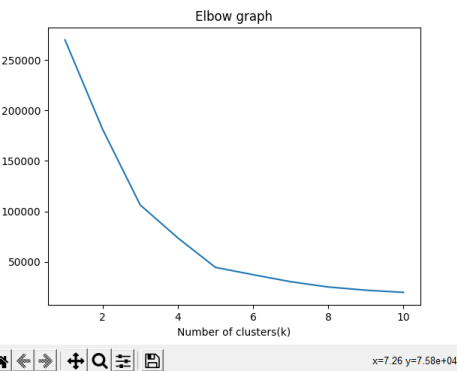 Elbow graph
250000
200000
150000
100000
50000
2 4 6 8 10
Number of clusters(k)
x=7.26 y=7.58e+04